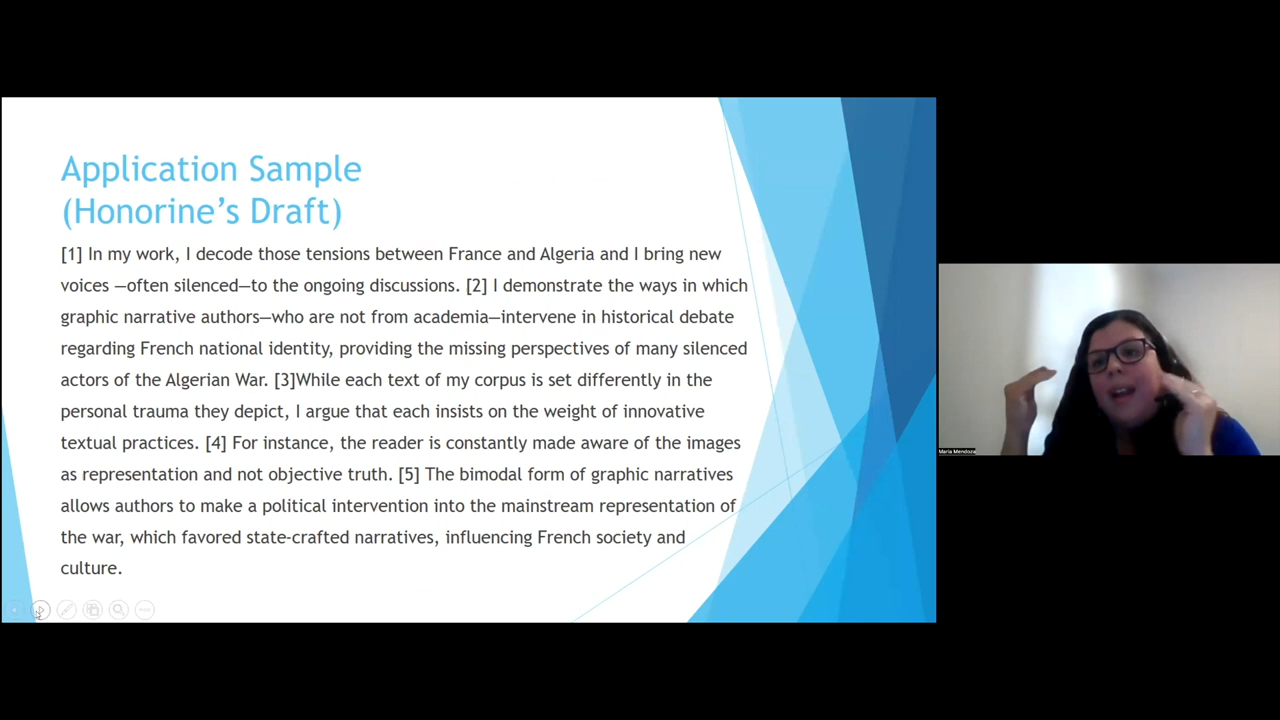 Application Sample
(Honorine’s Draft)
[1] In my work, I decode those tensions between France and Algeria and I bring new
voices —often silenced—to the ongoing discussions. [2] I demonstrate the ways in which
graphic narrative authors—who are not from academia—intervene in historical debate
regarding French national identity, providing the missing perspectives of many silenced
actors of the Algerian War. [3]While each text of my corpus is set differently in the
personal trauma they depict, I argue that each insists on the weight of innovative
textual practices. [4] For instance, the reader is constantly made aware of the images
as representation and not objective truth. [5] The bimodal form of graphic narratives
allows authors to make a political intervention into the mainstream representation of
the war, which favored state-crafted narratives, influencing French society and
culture.
Maria Mendoza